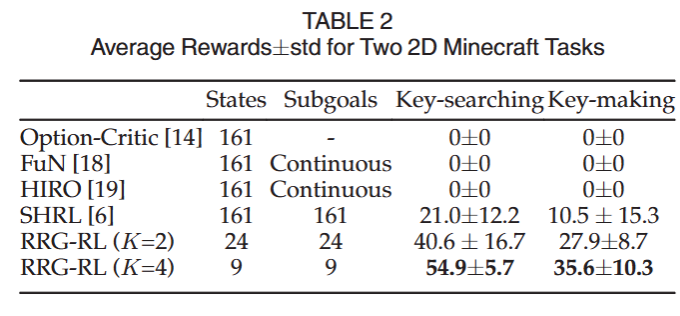 TABLE 2
Average Rewards±std for Two 2D Minecraft Tasks
States Subgoals Key-searching Key-making
Option-Critic [14] 161 - 0±0 0±0
FuN [18] 161 Continuous 0±0 0±0
HIRO [19] 161 Continuous 0±0 0±0
SHRL [6] 161 161 21.0±12.2 10.5 ± 15.3
RRG-RL (K=2) 24 24 40.6 ± 16.7 27.9±8.7
RRG-RL (K=4) 9 9 54.9±5.7 35.6±10.3